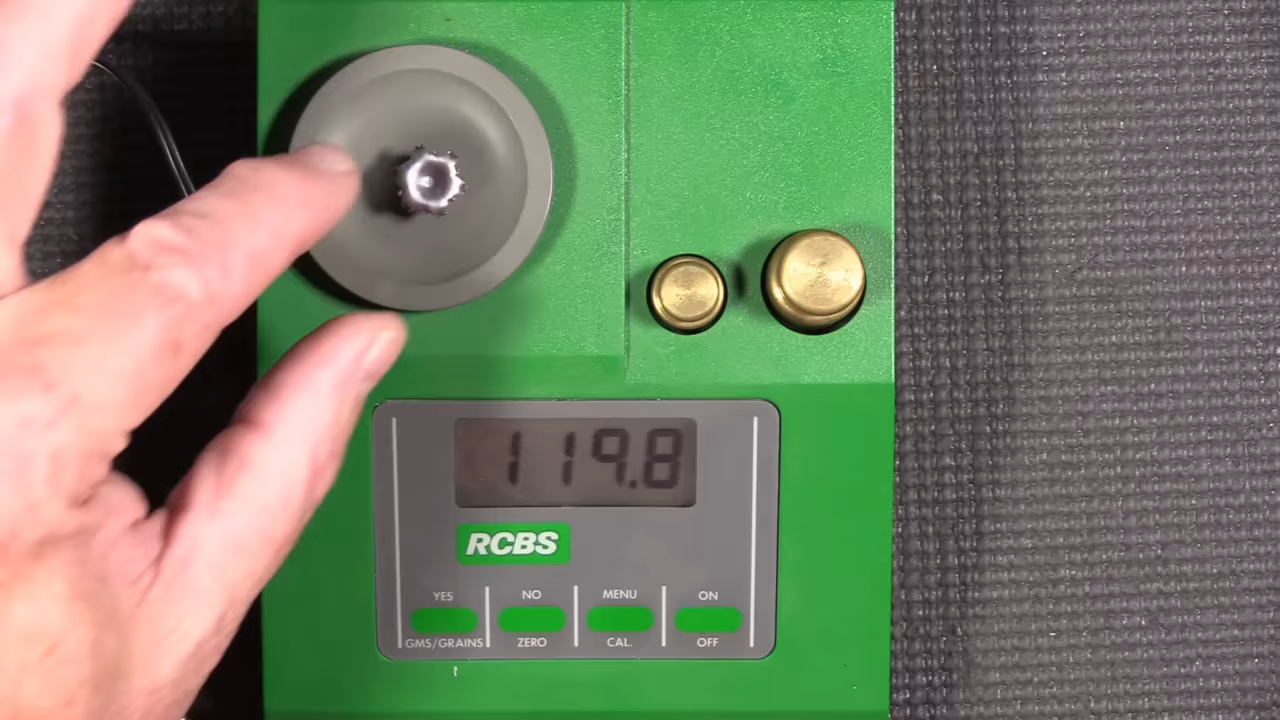 119.8
RCBS
YES NO MENU ON
GMS/GRAINS ZERO CAL. OFF